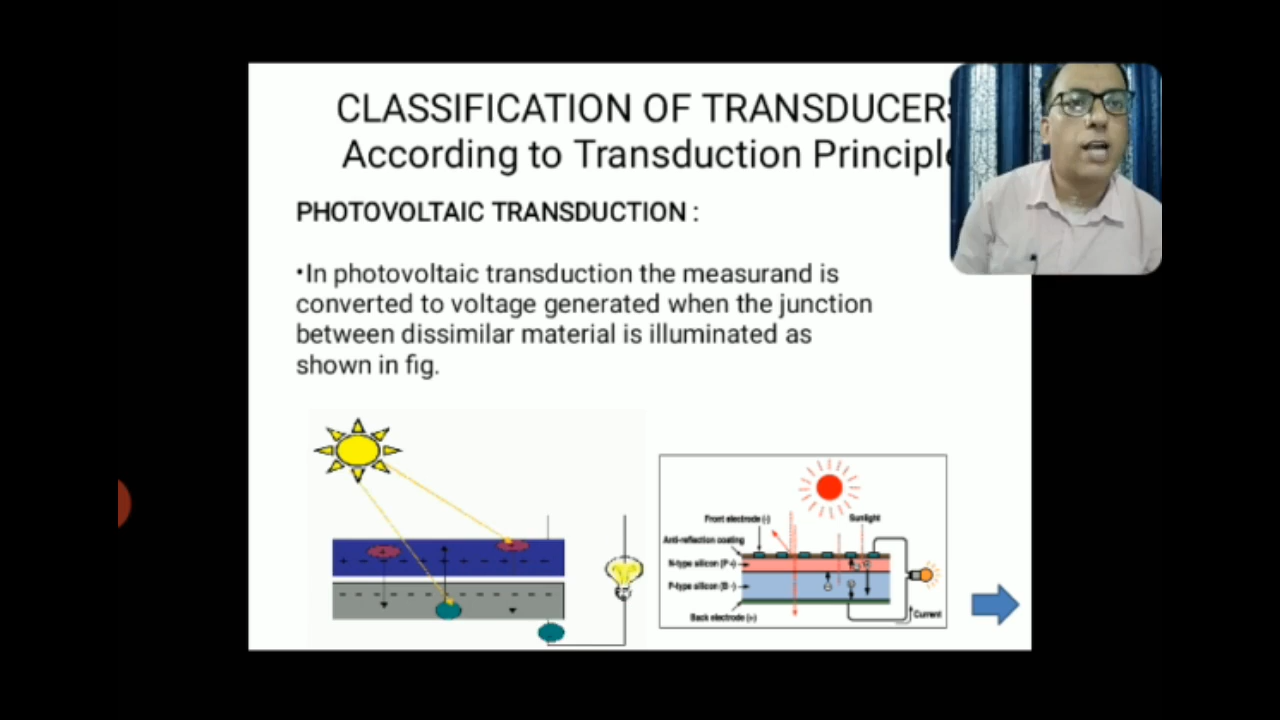 CLASSIFICATION OF TRANSDUCERS
According to Transduction Principle
PHOTOVOLTAIC TRANSDUCTION :
•In photovoltaic transduction the measurand is
converted to voltage generated when the junction
between dissimilar material is illuminated as
shown in fig.
Front electrode (-)
Sunlight
Anti-reflection coating
N-type silicon (P+)
P-type silicon (B-)
Back electrode (+)
Current